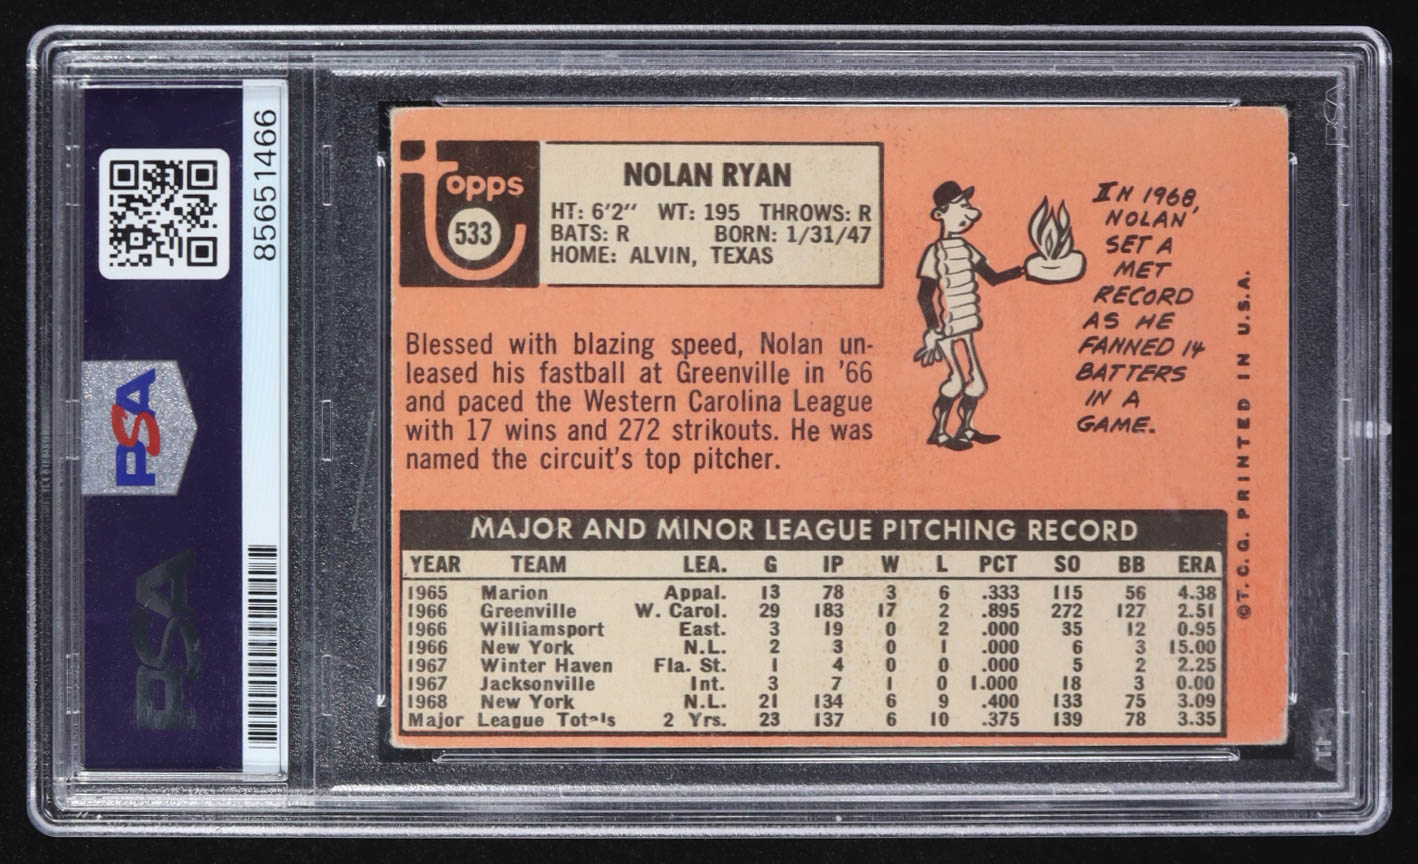 85651466
PSA
PSA
Topps
533
NOLAN RYAN
HT: 6'2" WT: 195 THROWS: R
BATS: R BORN: 1/31/47
HOME: ALVIN, TEXAS
Blessed with blazing speed, Nolan un-
leased his fastball at Greenville in '66
and paced the Western Carolina League
with 17 wins and 272 strikouts. He was
named the circuit's top pitcher.
IN 1968,
NOLAN
SET A
MET
RECORD
AS HE
FANNED 14
BATTERS
IN A
GAME.
©T.C.G. PRINTED IN U.S.A.
MAJOR AND MINOR LEAGUE PITCHING RECORD
YEAR TEAM LEA. G IP W L PCT SO BB ERA
1965 Marion Appal. 13 78 3 6 .333 115 56 4.38
1966 Greenville W. Carol. 29 183 17 2 .895 272 127 2.51
1966 Williamsport East. 3 19 0 2 .000 35 12 0.95
1966 New York N.L. 2 3 0 1 .000 6 3 15.00
1967 Winter Haven Fla. St. 1 4 0 0 .000 5 2 2.25
1967 Jacksonville Int. 3 7 1 0 1.000 18 3 0.00
1968 New York N.L. 21 134 6 9 .400 133 75 3.09
Major League Totals 2 Yrs. 23 137 6 10 .375 139 78 3.35
PSA